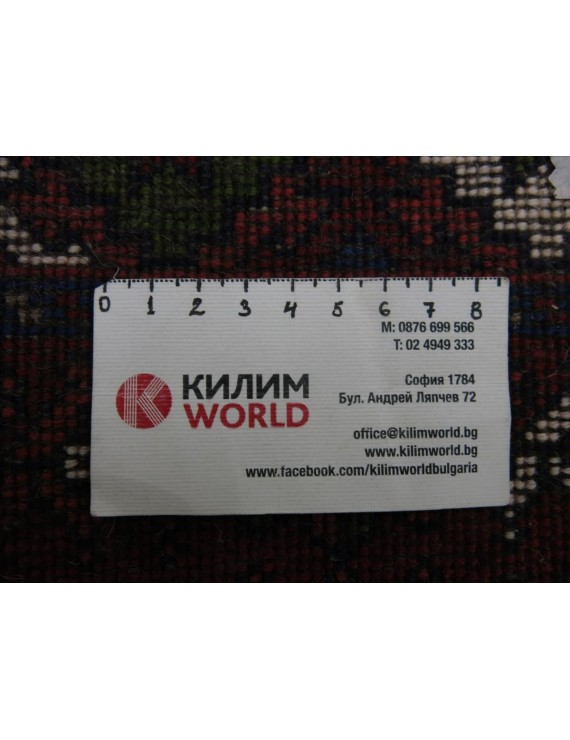 0 1 2 3 4 5 6 7 8
M: 0876 699 566
T: 02 4949 333
КИЛИМ
WORLD
София 1784
Бул. Андрей Ляпчев 72
office@kilimworld.bg
www.kilimworld.bg
www.facebook.com/kilimworldbulgaria